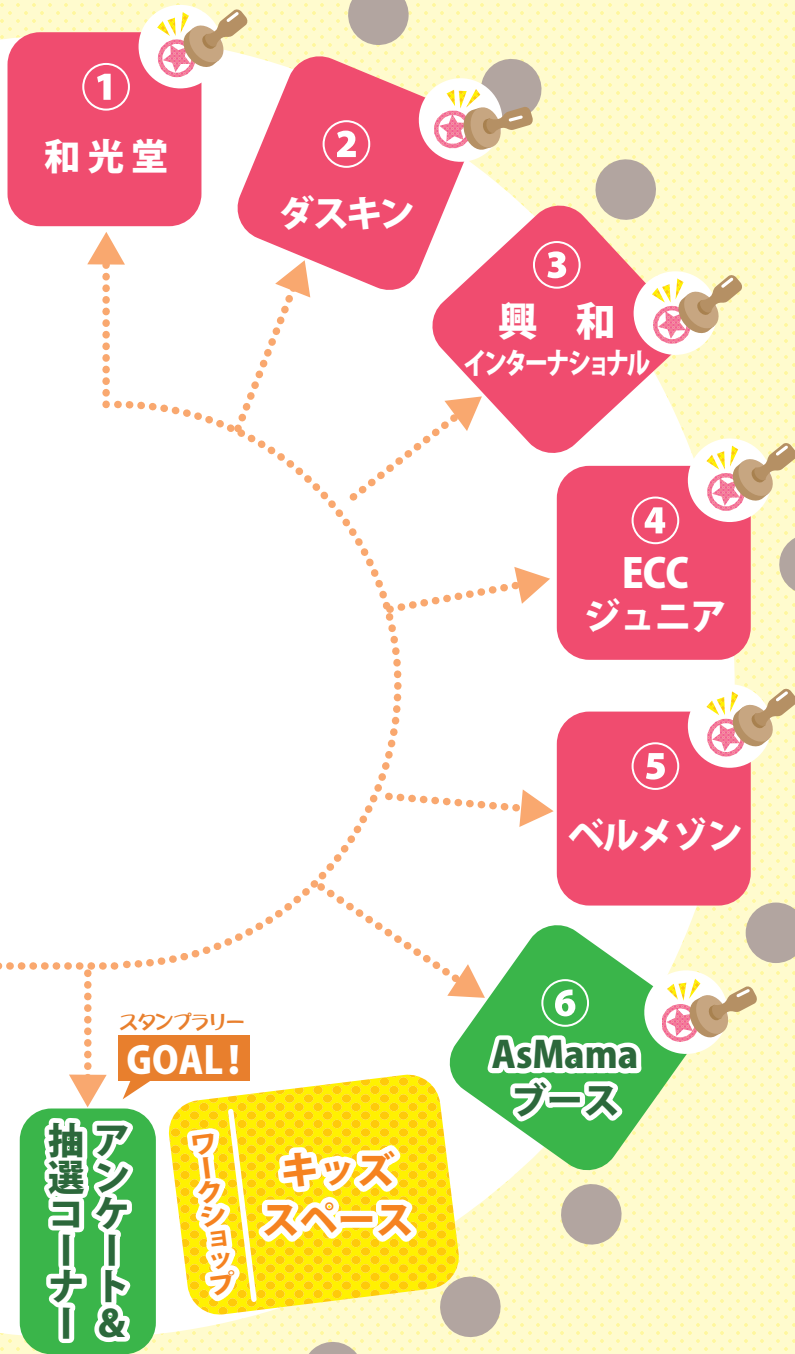 ①
和光堂
②
ダスキン
③
興 和
インターナショナル
④
ECC
ジュニア
⑤
ベルメゾン
⑥
AsMama
ブース
スタンプラリー
GOAL!
アンケート&
抽選コーナー
ワークショップ
キッズ
スペース